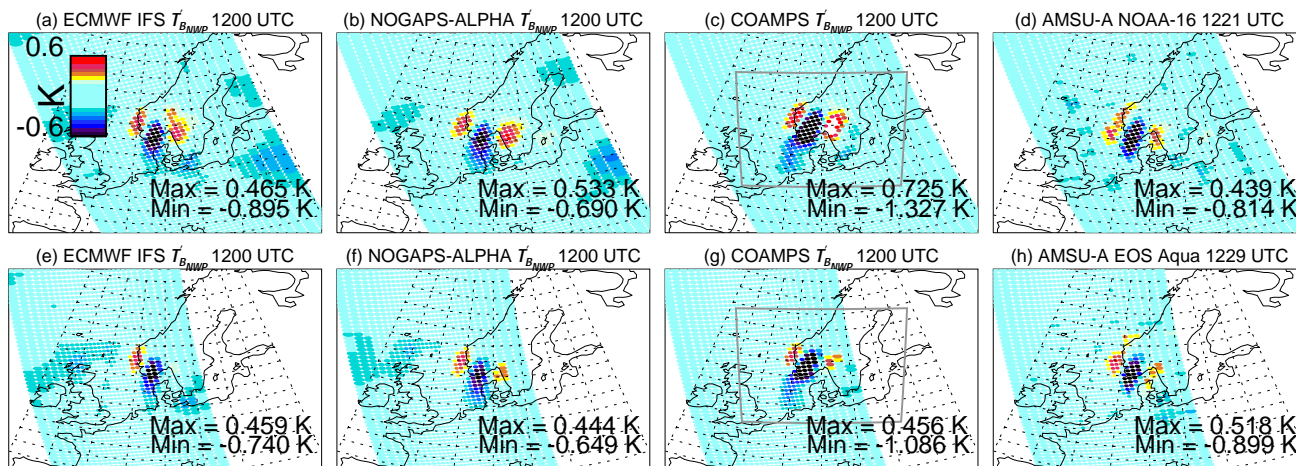 (a) ECMWF IFS T′B_NWP 1200 UTC
(b) NOGAPS-ALPHA T′B_NWP 1200 UTC
(c) COAMPS T′B_NWP 1200 UTC
(d) AMSU-A NOAA-16 1221 UTC
0.6
K
-0.6
Max = 0.465 K
Min = -0.895 K
Max = 0.533 K
Min = -0.690 K
Max = 0.725 K
Min = -1.327 K
Max = 0.439 K
Min = -0.814 K
(e) ECMWF IFS T′B_NWP 1200 UTC
(f) NOGAPS-ALPHA T′B_NWP 1200 UTC
(g) COAMPS T′B_NWP 1200 UTC
(h) AMSU-A EOS Aqua 1229 UTC
Max = 0.459 K
Min = -0.740 K
Max = 0.444 K
Min = -0.649 K
Max = 0.456 K
Min = -1.086 K
Max = 0.518 K
Min = -0.899 K